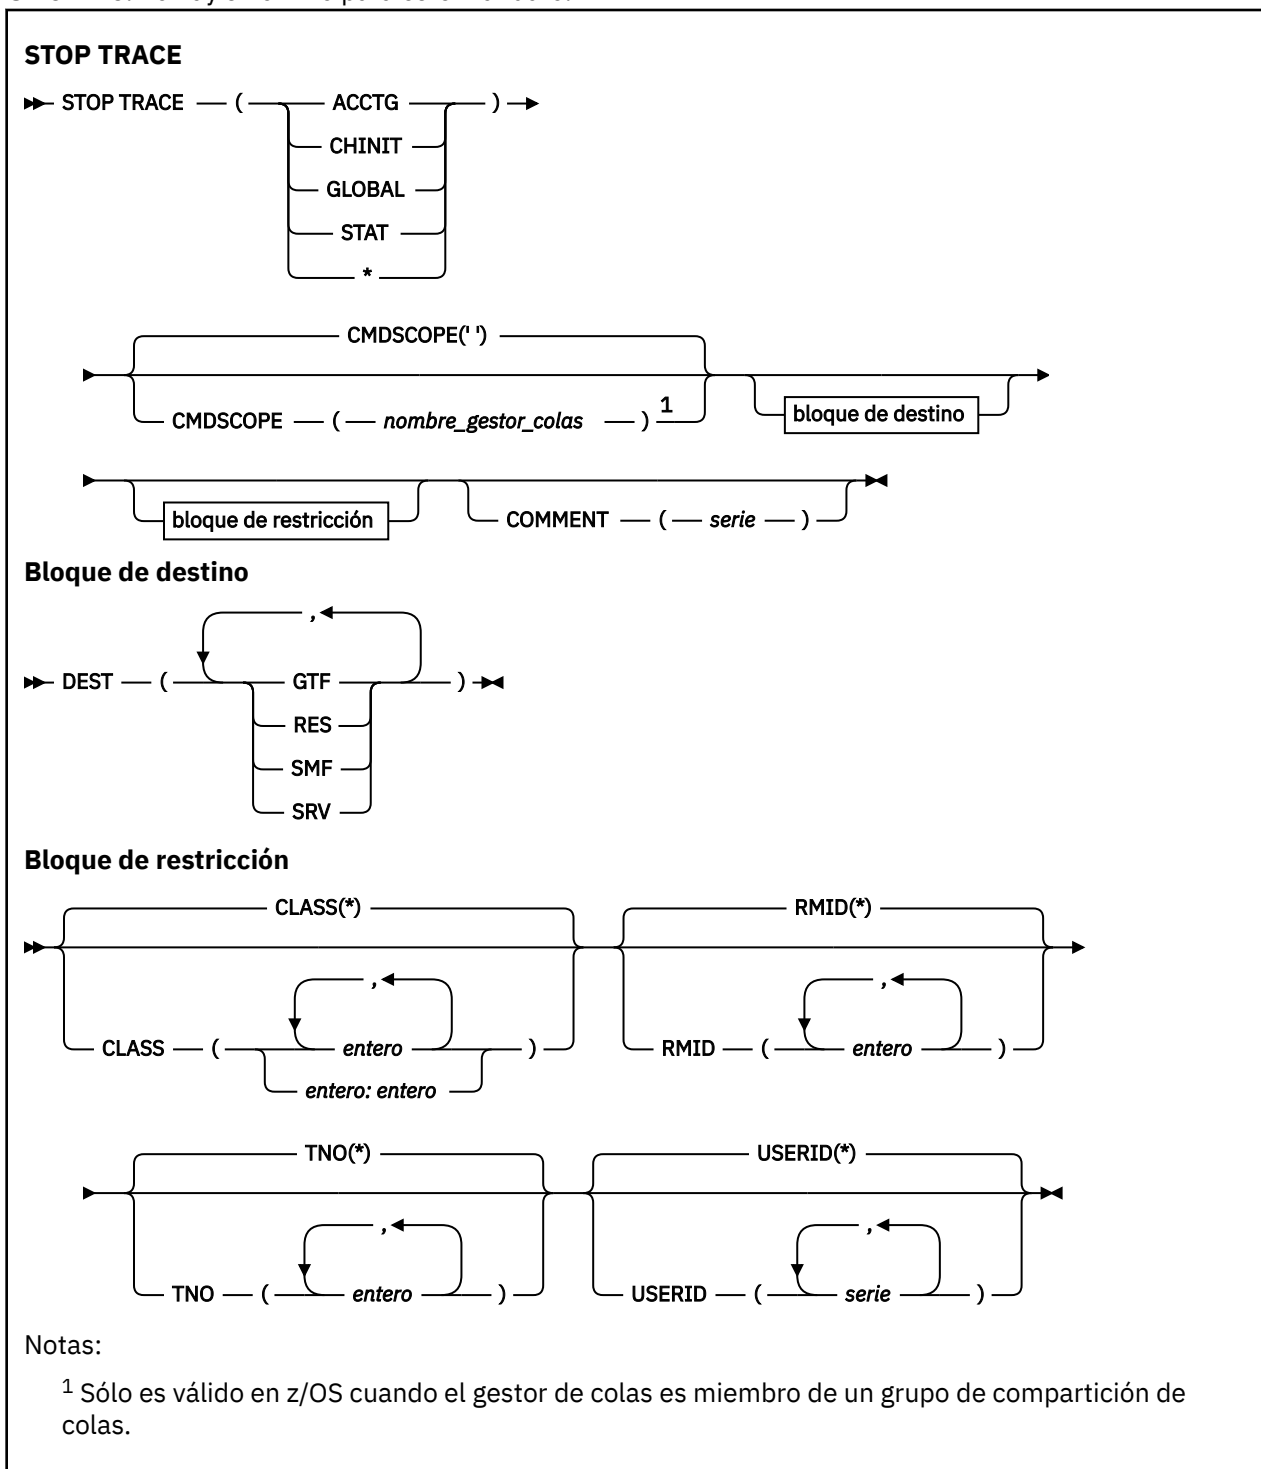 STOP TRACE
STOP TRACE ( ACCTG )
CHINIT
GLOBAL
STAT
*
CMDSCOPE(' ')
CMDSCOPE ( nombre_gestor_colas ) 1
bloque de destino
bloque de restricción
COMMENT ( serie )
Bloque de destino
,
DEST ( GTF )
RES
SMF
SRV
Bloque de restricción
CLASS(*)
,
CLASS ( entero )
entero: entero
RMID(*)
,
RMID ( entero )
TNO(*)
,
TNO ( entero )
USERID(*)
,
USERID ( serie )
Notas:
1 Sólo es válido en z/OS cuando el gestor de colas es miembro de un grupo de compartición de
colas.